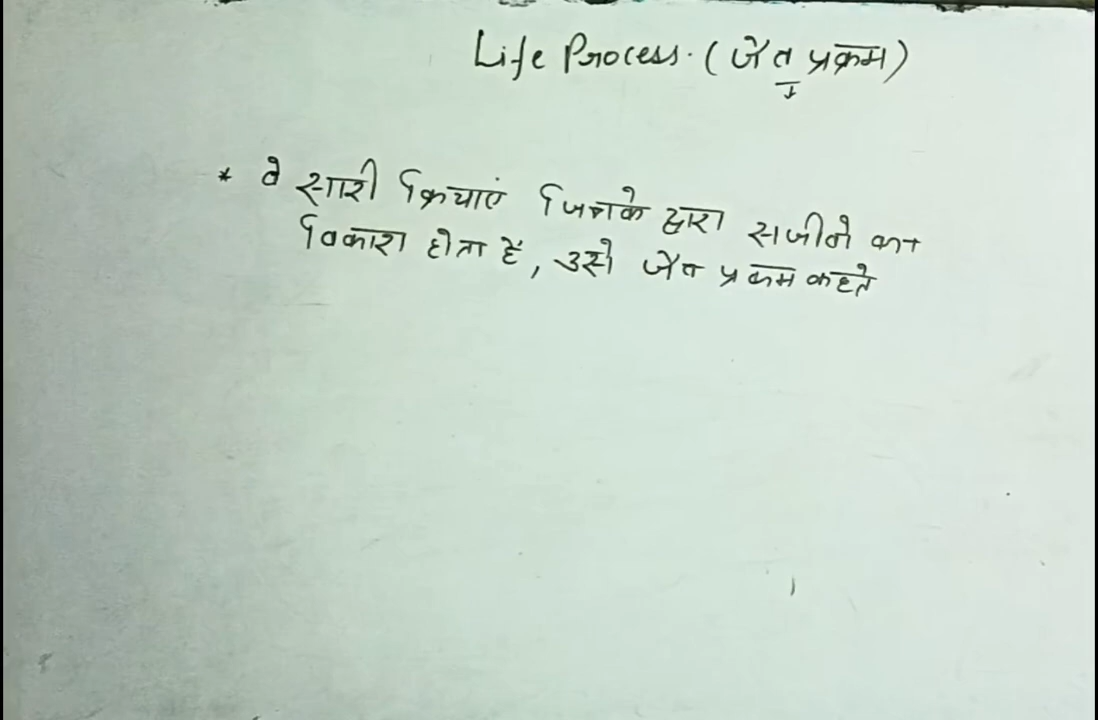 Life Process. (जैव प्रक्रम)
* वे सारी क्रियाएं जिनके द्वारा सजीवो का
विकास होता है, उसे जैव प्रक्रम कहते